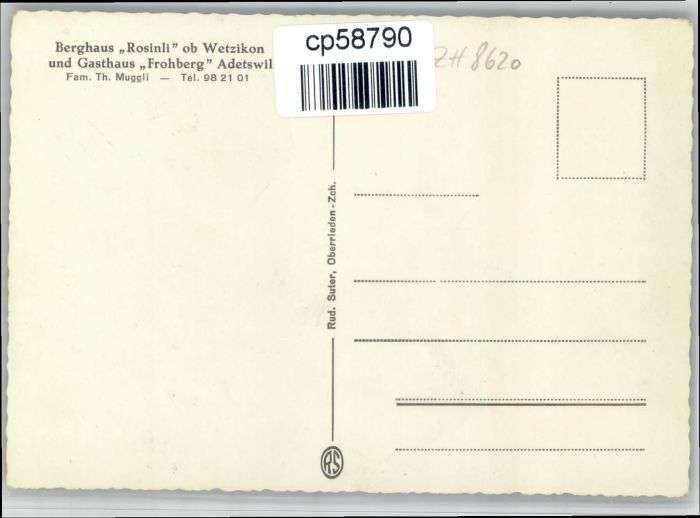 Berghaus „Rosinli” ob Wetzikon
und Gasthaus „Frohberg” Adetswil
Fam. Th. Muggli — Tel. 98 21 01
cp58790
ZH 8620
Rud. Suter, Oberrieden-Zch.
RS